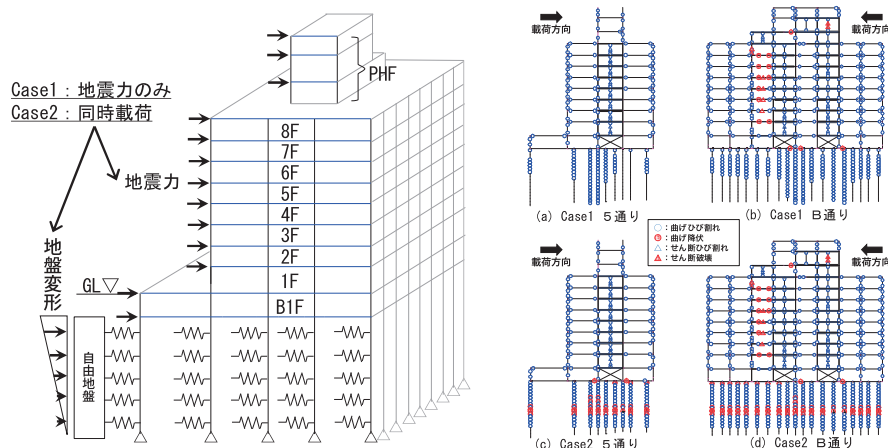 PHF
Case1：地震力のみ
Case2：同時載荷
地震力
8F
7F
6F
5F
4F
3F
2F
1F
B1F
地盤変形
GL
自由地盤
載荷方向
載荷方向
(a) Case1 5通り
(b) Case1 B通り
○：曲げひび割れ
：曲げ降伏
△：せん断ひび割れ
▲：せん断破壊
載荷方向
載荷方向
(c) Case2 5通り
(d) Case2 B通り